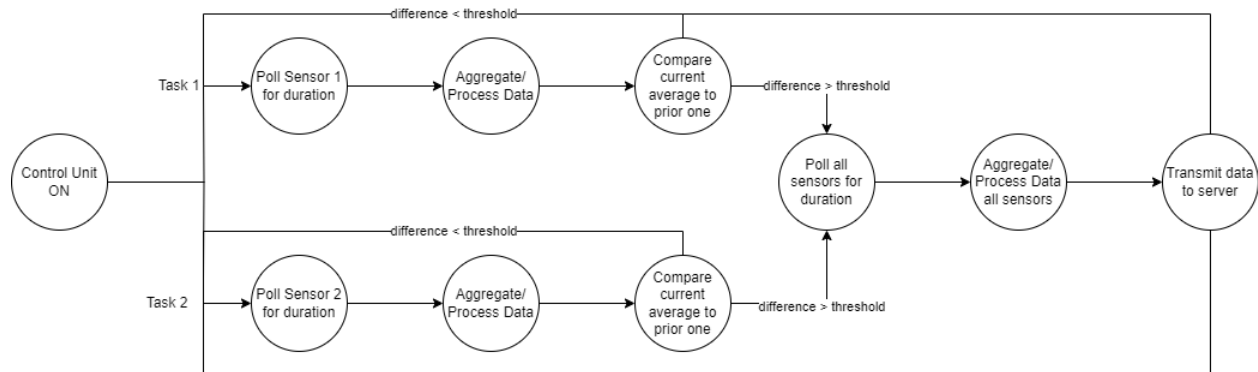 difference < threshold
Task 1
Poll Sensor 1
for duration
Aggregate/
Process Data
Compare
current
average to
prior one
difference > threshold
Control Unit
ON
Poll all
sensors for
duration
Aggregate/
Process Data
all sensors
Transmit data
to server
difference < threshold
Task 2
Poll Sensor 2
for duration
Aggregate/
Process Data
Compare
current
average to
prior one
difference > threshold